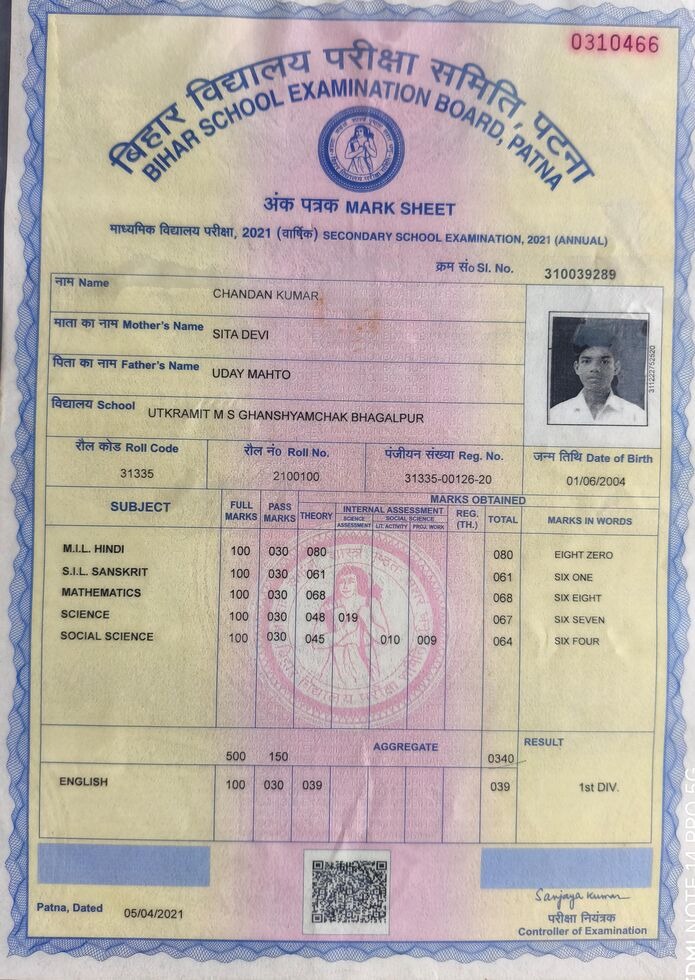 0310466
बिहार विद्यालय परीक्षा समिति, पटना
BIHAR SCHOOL EXAMINATION BOARD, PATNA
अंक पत्रक MARK SHEET
माध्यमिक विद्यालय परीक्षा, 2021 (वार्षिक) SECONDARY SCHOOL EXAMINATION, 2021 (ANNUAL)
क्रम सं० Sl. No. 310039289
नाम Name CHANDAN KUMAR
माता का नाम Mother's Name SITA DEVI
पिता का नाम Father's Name UDAY MAHTO
विद्यालय School UTKRAMIT M S GHANSHYAMCHAK BHAGALPUR
311222752520
रौल कोड Roll Code रौल नं० Roll No. पंजीयन संख्या Reg. No. जन्म तिथि Date of Birth
31335 2100100 31335-00126-20 01/06/2004
SUBJECT FULL MARKS PASS MARKS THEORY MARKS OBTAINED
INTERNAL ASSESSMENT REG. (TH.) TOTAL MARKS IN WORDS
SCIENCE ASSESSMENT SOCIAL SCIENCE LIT. ACTIVITY PROJ. WORK
M.I.L. HINDI 100 030 080 080 EIGHT ZERO
S.I.L. SANSKRIT 100 030 061 061 SIX ONE
MATHEMATICS 100 030 068 068 SIX EIGHT
SCIENCE 100 030 048 019 067 SIX SEVEN
SOCIAL SCIENCE 100 030 045 010 009 064 SIX FOUR
500 150 AGGREGATE 0340 RESULT
ENGLISH 100 030 039 039 1st DIV.
Patna, Dated 05/04/2021
Sanjaya Kumar
परीक्षा नियंत्रक
Controller of Examination